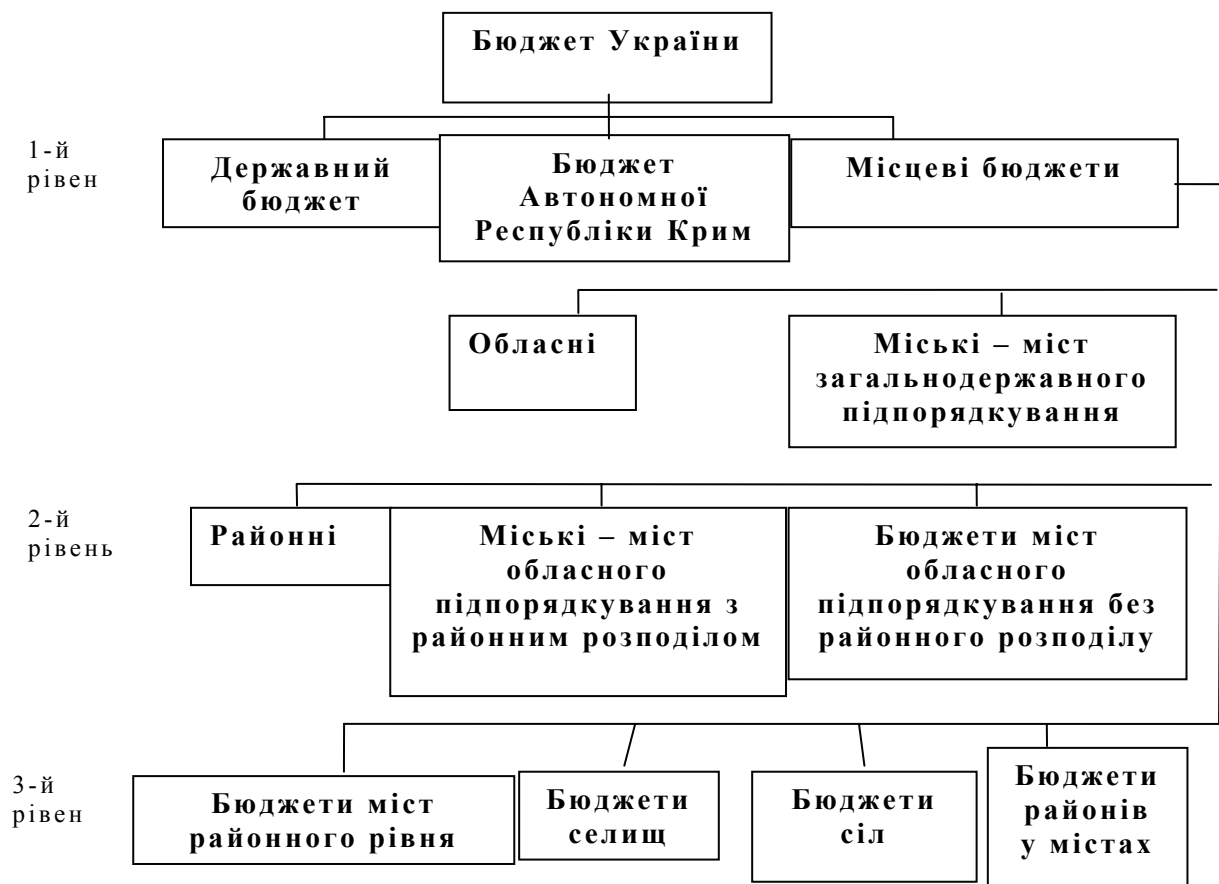 Бюджет України
1-й
рівен
Державний
бюджет
Бюджет
Автономної
Республіки Крим
Місцеві бюджети
Обласні
Міські – міст
загальнодержавного
підпорядкування
2-й
рівень
Районні
Міські – міст
обласного
підпорядкування з
районним розподілом
Бюджети міст
обласного
підпорядкування без
районного розподілу
3-й
рівен
Бюджети міст
районного рівня
Бюджети
селищ
Бюджети
сіл
Бюджети
районів
у містах